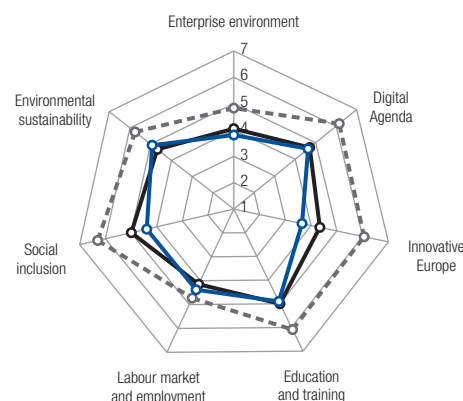 Enterprise environment
7
6
5
4
3
2
1
Digital
Agenda
Innovative
Europe
Education
and training
Labour market
and employment
Social
inclusion
Environmental
sustainability